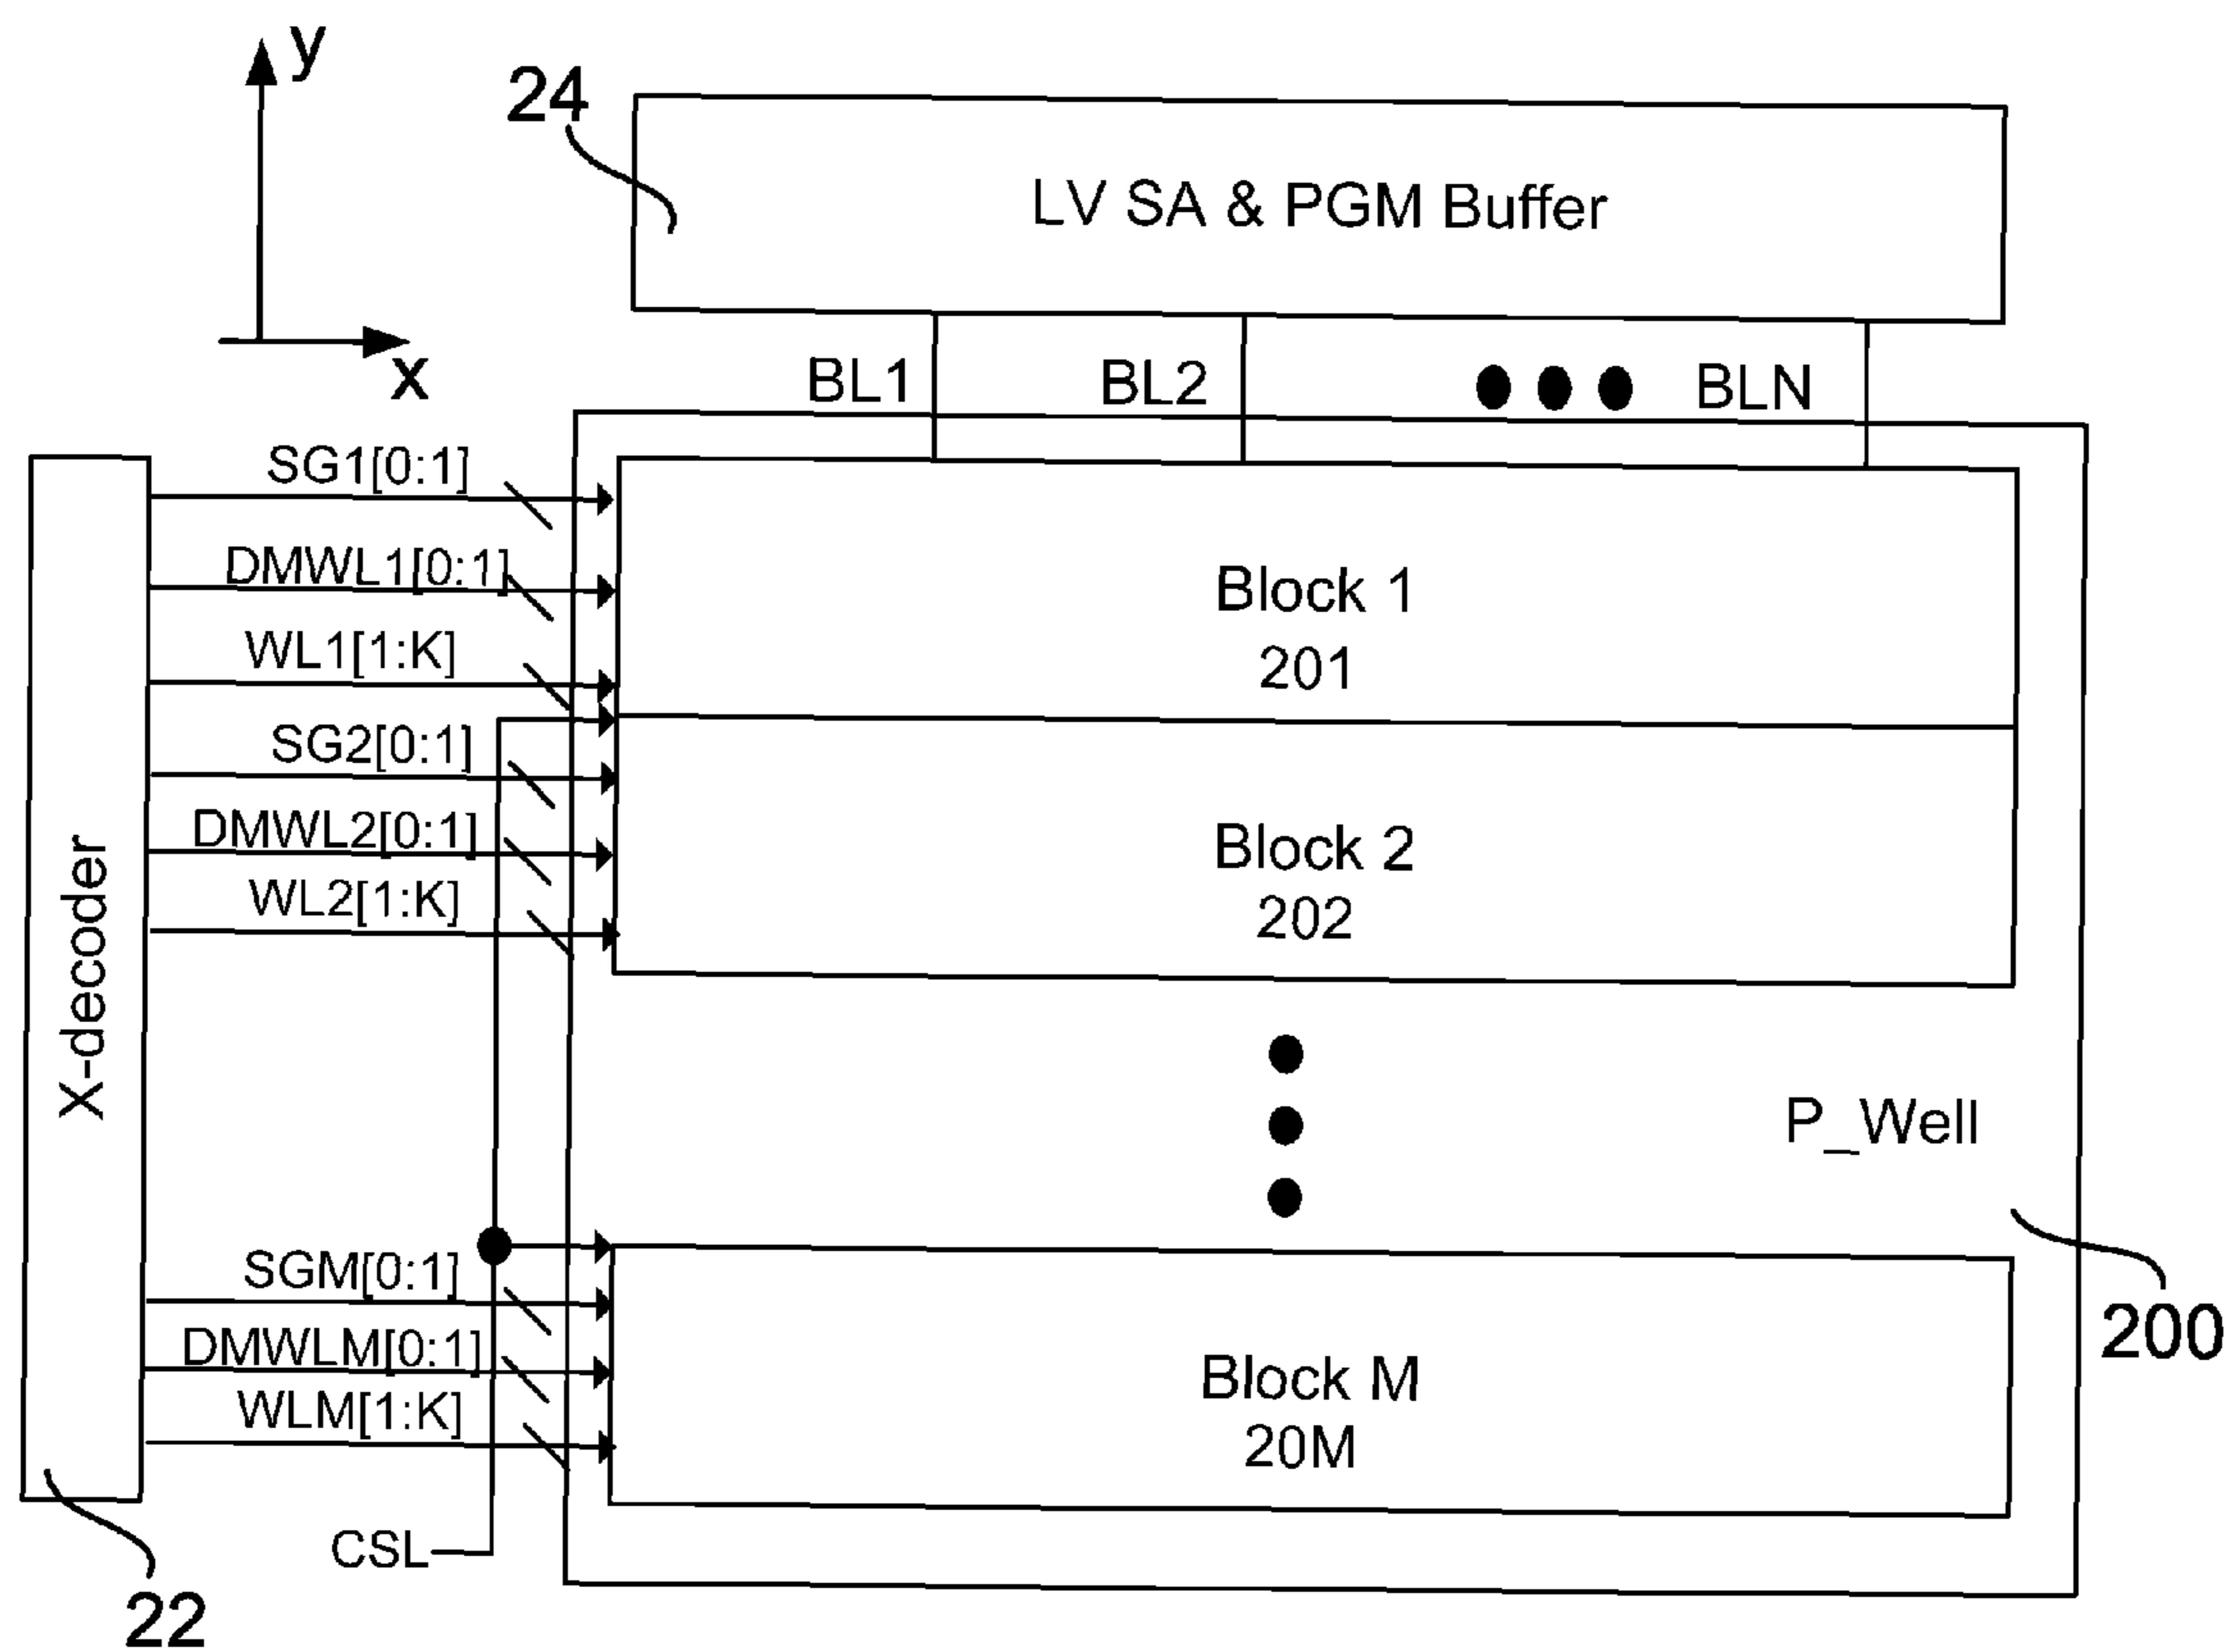 y
24
LV SA & PGM Buffer
x
BL1
BL2
BLN
SG1[0:1]
DMWL1[0:1]
WL1[1:K]
Block 1
201
SG2[0:1]
DMWL2[0:1]
WL2[1:K]
Block 2
202
X-decoder
P_Well
SGM[0:1]
DMWLM[0:1]
WLM[1:K]
Block M
20M
200
CSL
22